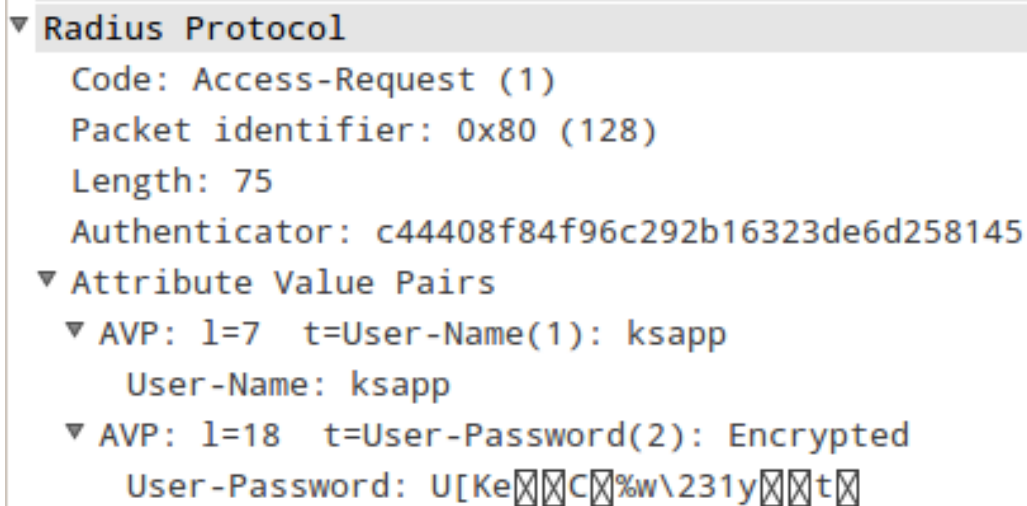 Radius Protocol
Code: Access-Request (1)
Packet identifier: 0x80 (128)
Length: 75
Authenticator: c44408f84f96c292b16323de6d258145
Attribute Value Pairs
AVP: l=7 t=User-Name(1): ksapp
User-Name: ksapp
AVP: l=18 t=User-Password(2): Encrypted
User-Password: U[Ke☒☒C☒%w\231y☒☒t☒